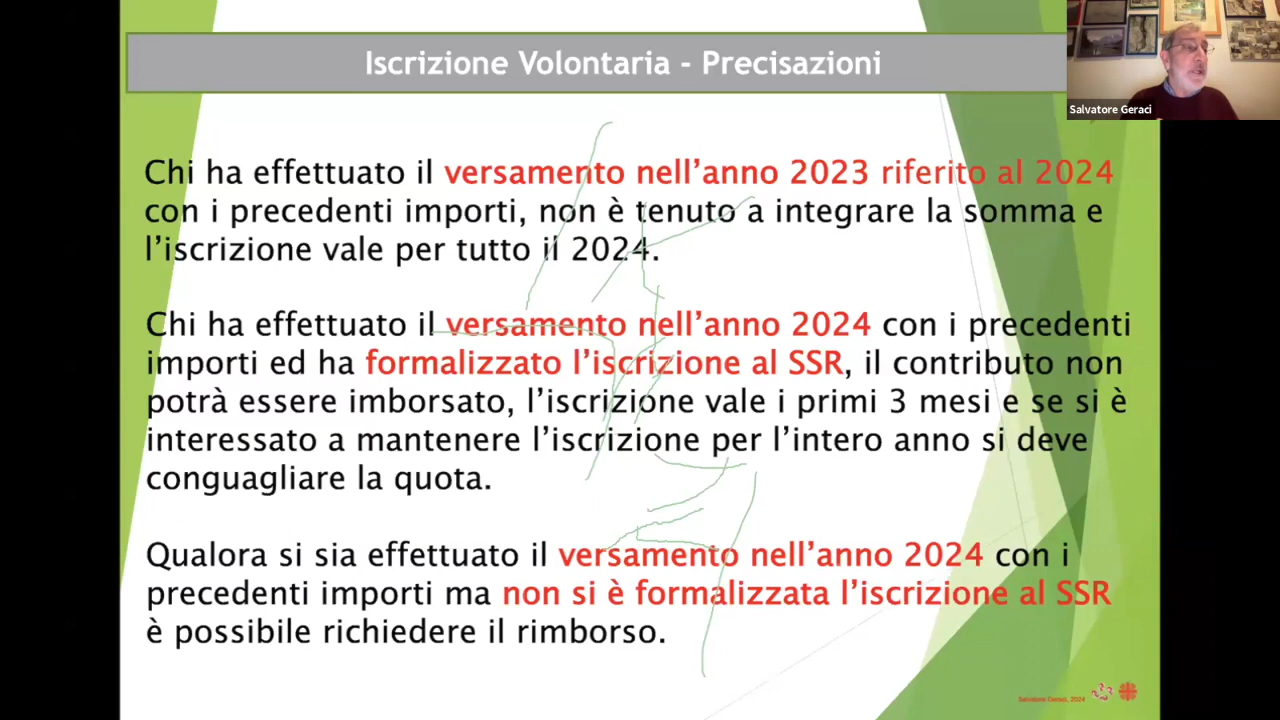 Iscrizione Volontaria - Precisazioni
Salvatore Geraci
Chi ha effettuato il versamento nell'anno 2023 riferito al 2024
con i precedenti importi, non è tenuto a integrare la somma e
l'iscrizione vale per tutto il 2024.
Chi ha effettuato il versamento nell'anno 2024 con i precedenti
importi ed ha formalizzato l'iscrizione al SSR, il contributo non
potrà essere imborsato, l'iscrizione vale i primi 3 mesi e se si è
interessato a mantenere l'iscrizione per l'intero anno si deve
conguagliare la quota.
Qualora si sia effettuato il versamento nell'anno 2024 con i
precedenti importi ma non si è formalizzata l'iscrizione al SSR
è possibile richiedere il rimborso.
Salvatore Geraci, 2024